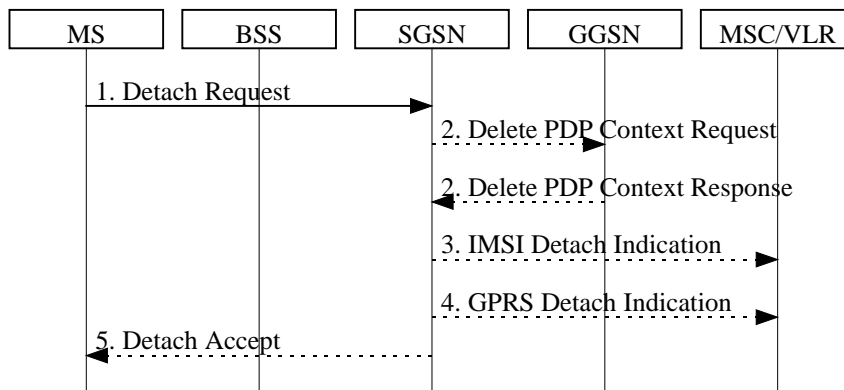 MS BSS SGSN GGSN MSC/VLR
1. Detach Request
2. Delete PDP Context Request
2. Delete PDP Context Response
3. IMSI Detach Indication
4. GPRS Detach Indication
5. Detach Accept